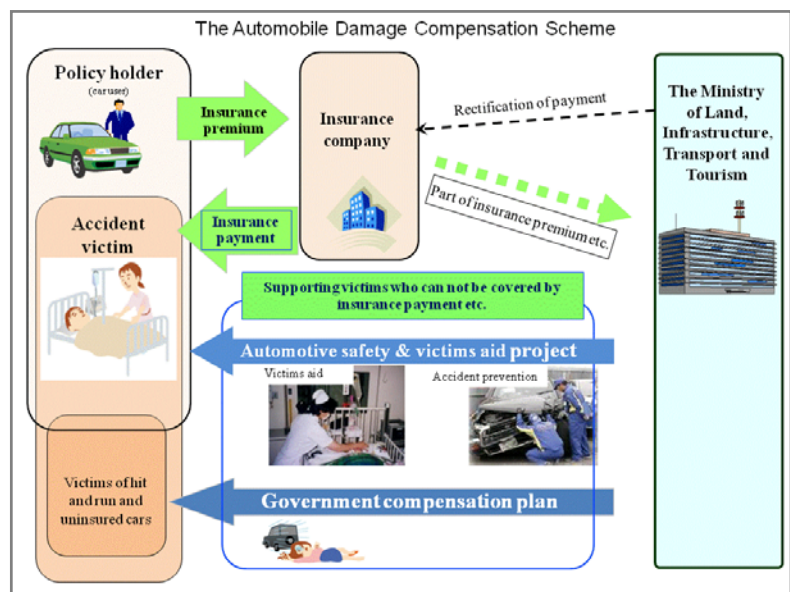 The Automobile Damage Compensation Scheme
Policy holder
(car user)
Insurance
premium
Insurance
company
Rectification of payment
The Ministry
of Land,
Infrastructure,
Transport and
Tourism
Part of insurance premium etc.
Accident
victim
Insurance
payment
Supporting victims who can not be covered by
insurance payment etc.
Automotive safety & victims aid project
Victims aid
Accident prevention
Victims of hit
and run and
uninsured cars
Government compensation plan